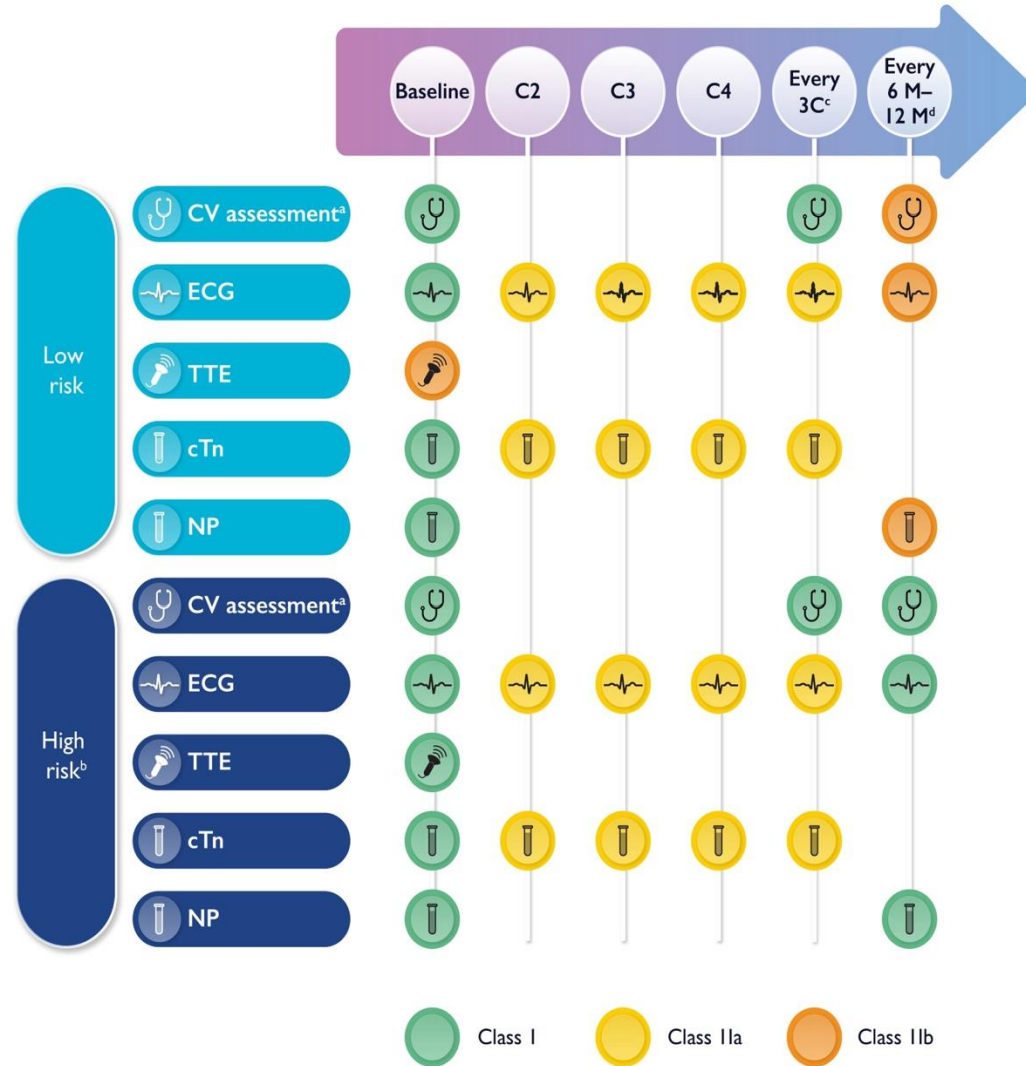 Baseline
C2
C3
C4
Every
3Cᶜ
Every
6 M–
12 Mᵈ
Low
risk
CV assessmentᵃ
ECG
TTE
cTn
NP
High
riskᵇ
CV assessmentᵃ
ECG
TTE
cTn
NP
Class I
Class IIa
Class IIb